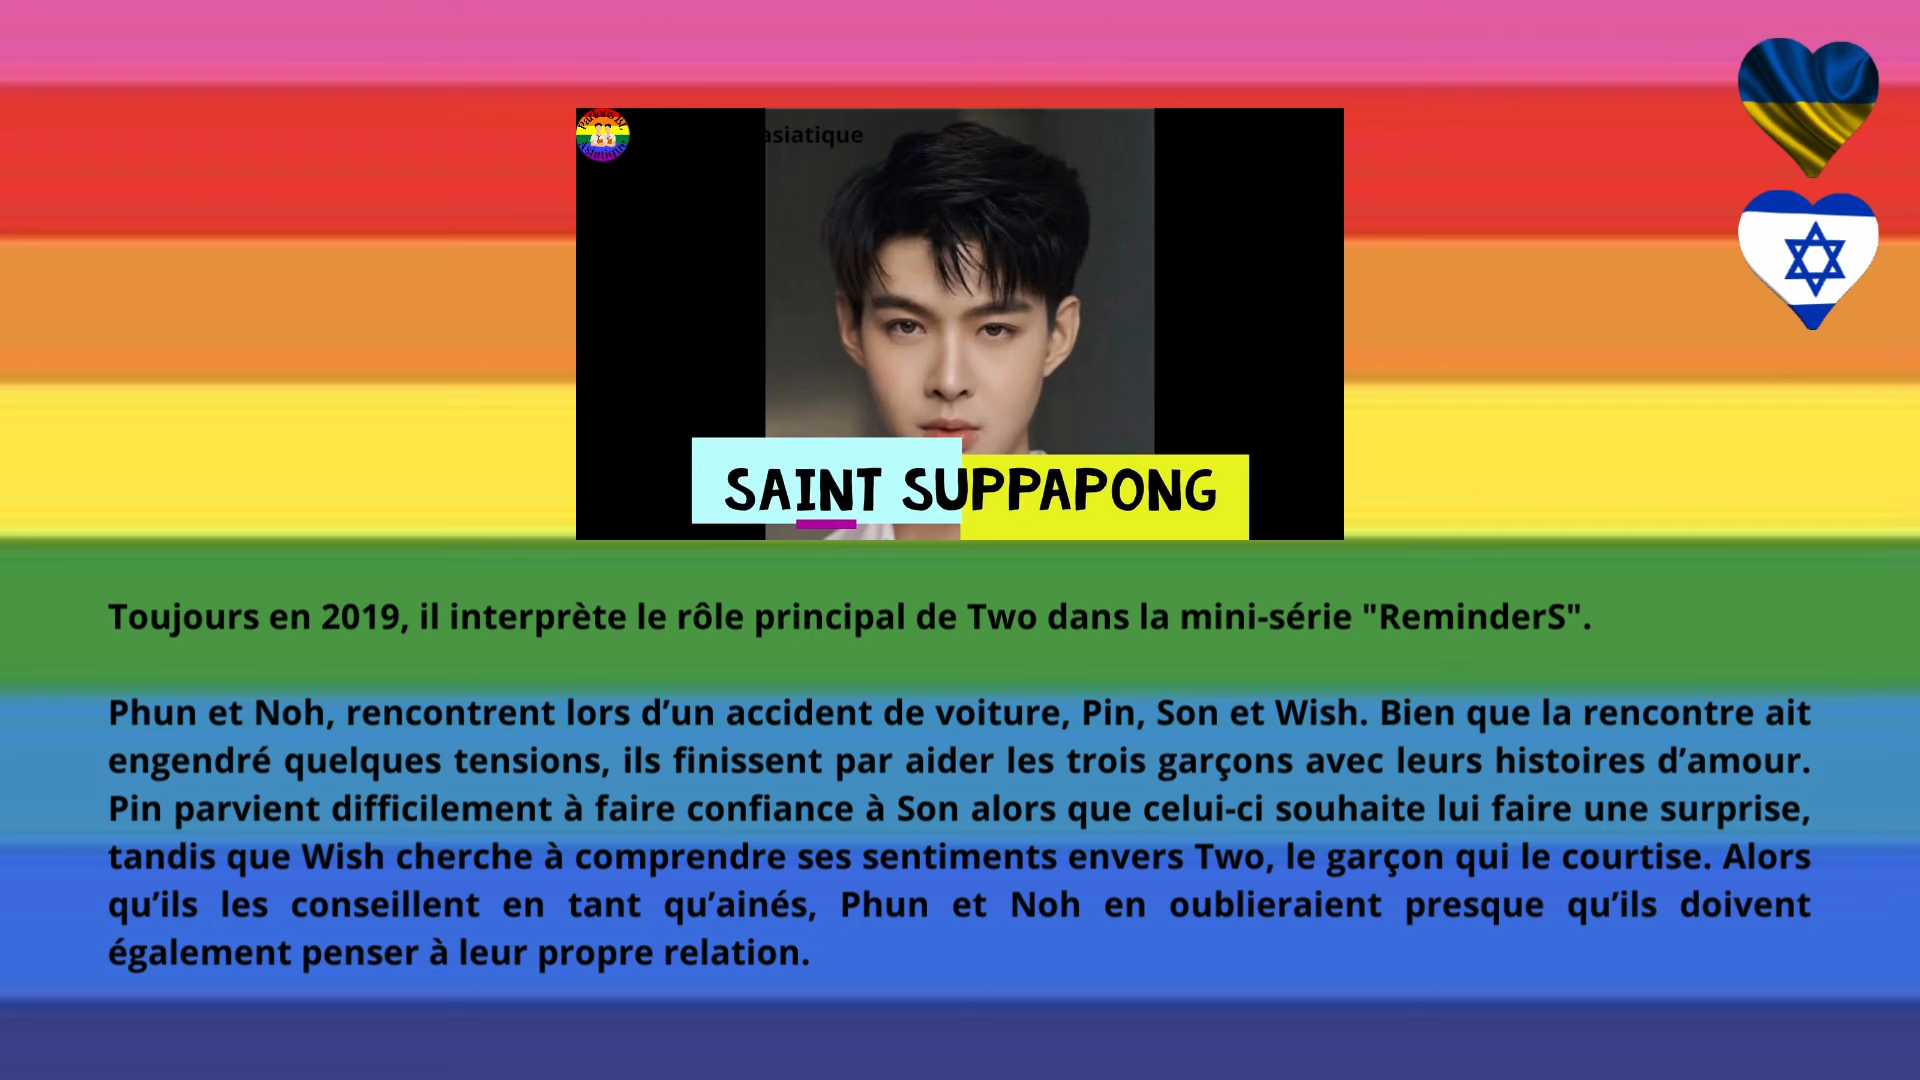 asiatique
SAINT SUPPAPONG
Toujours en 2019, il interprète le rôle principal de Two dans la mini-série "ReminderS".
Phun et Noh, rencontrent lors d’un accident de voiture, Pin, Son et Wish. Bien que la rencontre ait
engendré quelques tensions, ils finissent par aider les trois garçons avec leurs histoires d’amour.
Pin parvient difficilement à faire confiance à Son alors que celui-ci souhaite lui faire une surprise,
tandis que Wish cherche à comprendre ses sentiments envers Two, le garçon qui le courtise. Alors
qu’ils les conseillent en tant qu’ainés, Phun et Noh en oublieraient presque qu’ils doivent
également penser à leur propre relation.